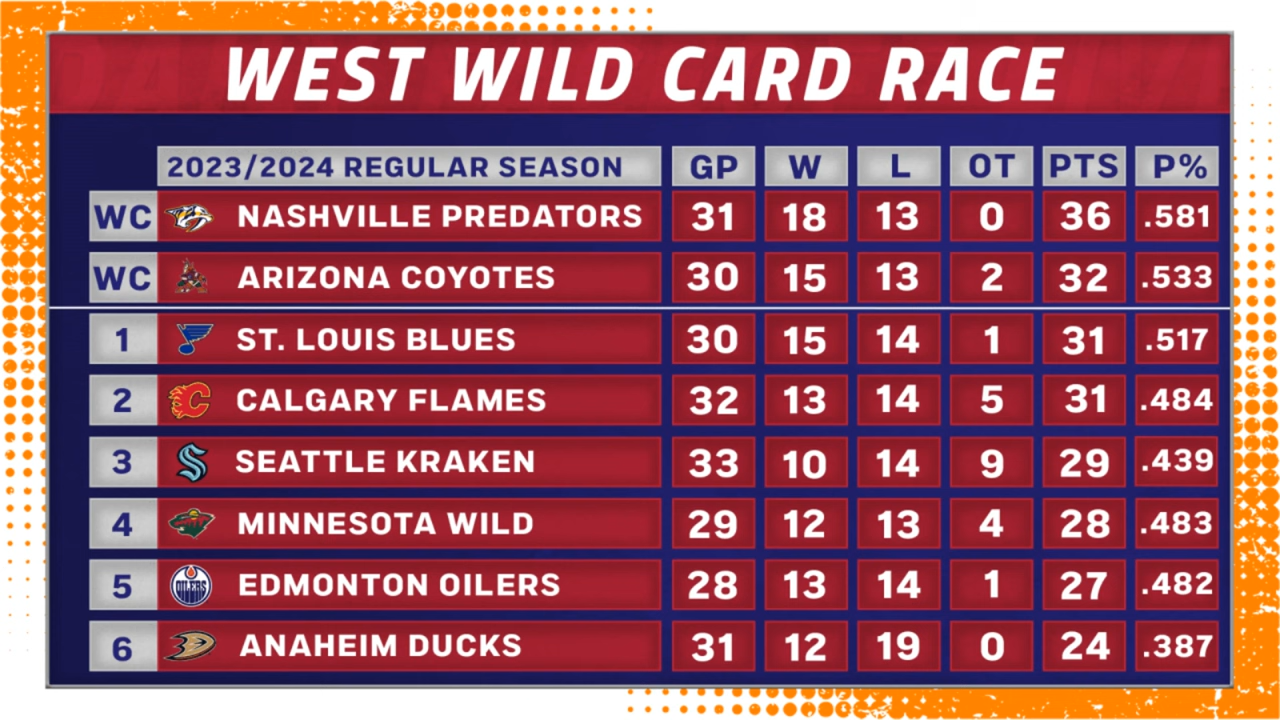 WEST WILD CARD RACE
2023/2024 REGULAR SEASON GP W L OT PTS P%
WC NASHVILLE PREDATORS 31 18 13 0 36 .581
WC ARIZONA COYOTES 30 15 13 2 32 .533
1 ST. LOUIS BLUES 30 15 14 1 31 .517
2 CALGARY FLAMES 32 13 14 5 31 .484
3 SEATTLE KRAKEN 33 10 14 9 29 .439
4 MINNESOTA WILD 29 12 13 4 28 .483
5 OILERS EDMONTON OILERS 28 13 14 1 27 .482
6 ANAHEIM DUCKS 31 12 19 0 24 .387